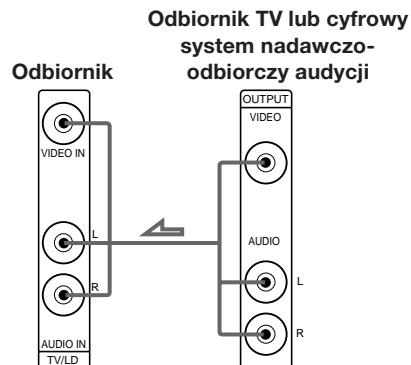 Odbiornik TV lub cyfrowy
system nadawczo-
odbiorczy audycji
Odbiornik
VIDEO IN
L
R
AUDIO IN
TV/LD
OUTPUT
VIDEO
AUDIO
L
R